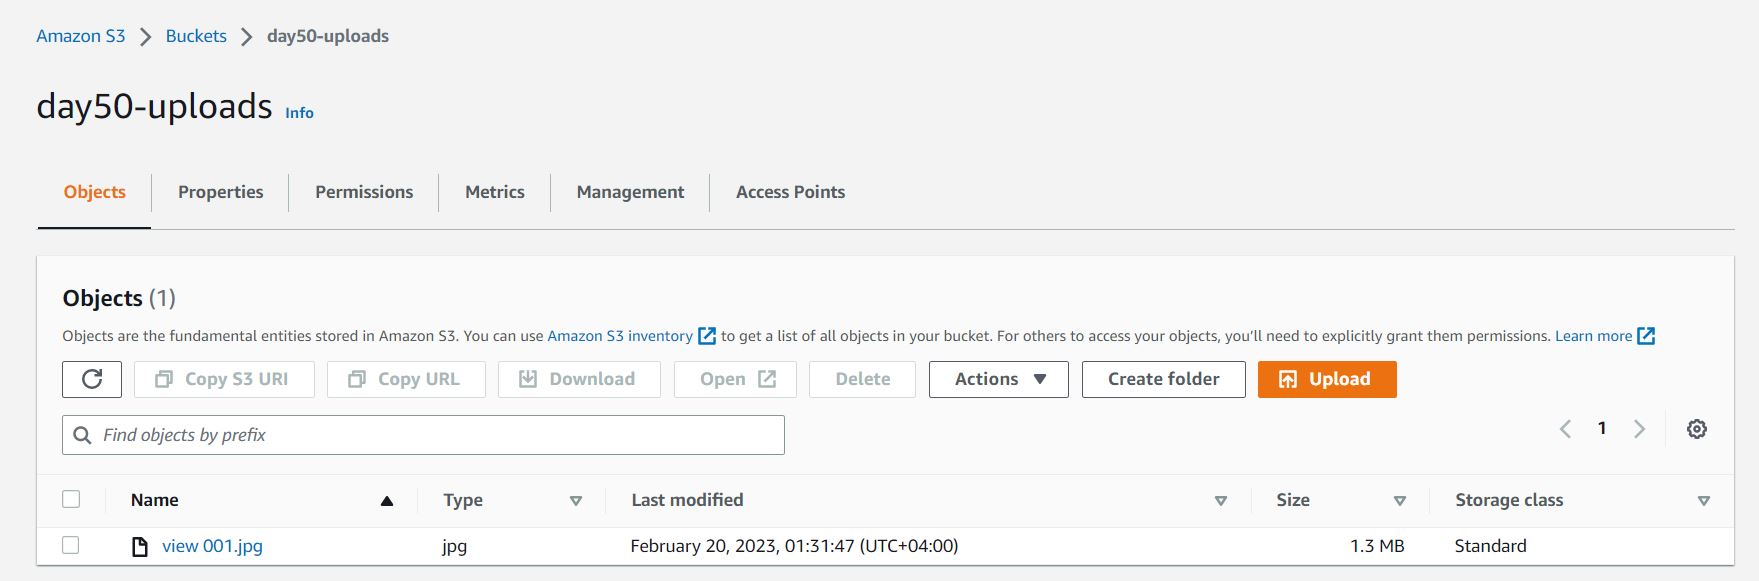 Amazon S3 > Buckets > day50-uploads
day50-uploads Info
Objects Properties Permissions Metrics Management Access Points
Objects (1)
Objects are the fundamental entities stored in Amazon S3. You can use Amazon S3 inventory to get a list of all objects in your bucket. For others to access your objects, you’ll need to explicitly grant them permissions. Learn more
Copy S3 URI Copy URL Download Open Delete Actions Create folder Upload
Find objects by prefix 1
Name Type Last modified Size Storage class
view 001.jpg jpg February 20, 2023, 01:31:47 (UTC+04:00) 1.3 MB Standard